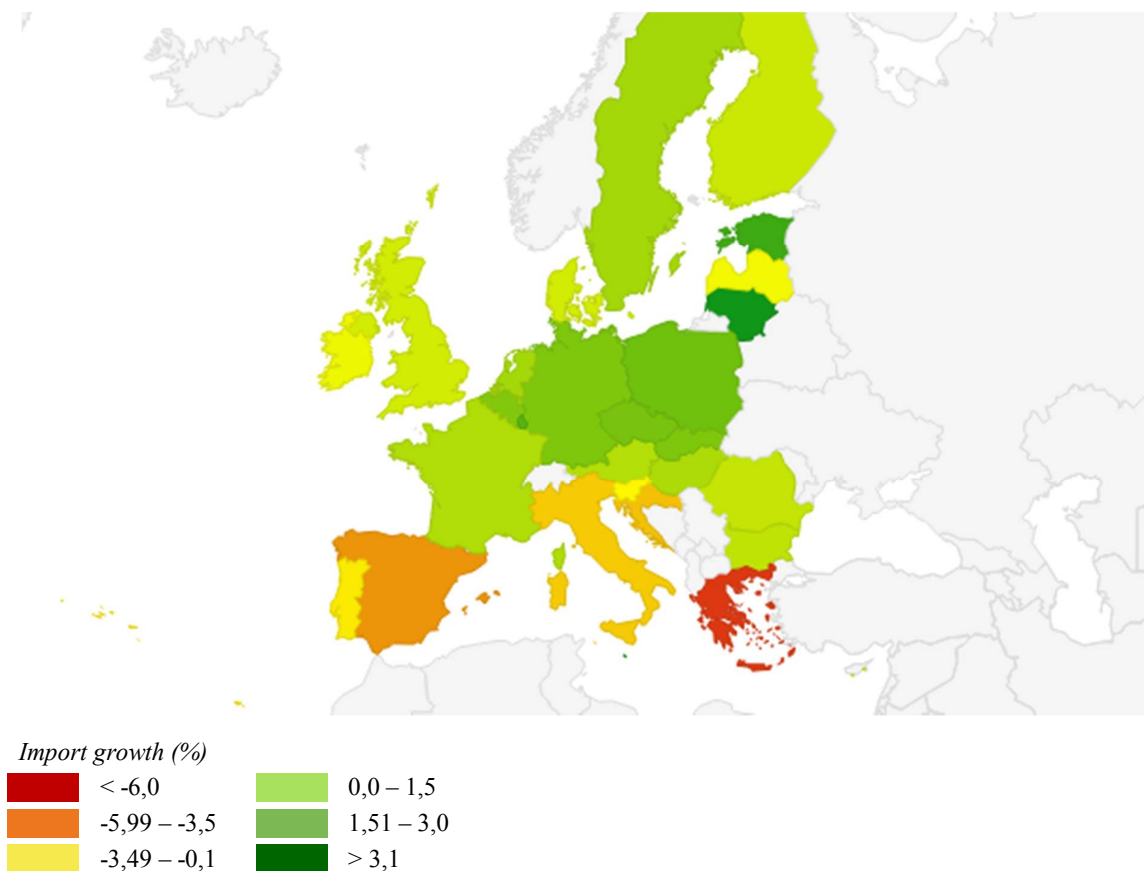 Import growth (%)
< -6,0
-5,99 – -3,5
-3,49 – -0,1
0,0 – 1,5
1,51 – 3,0
> 3,1